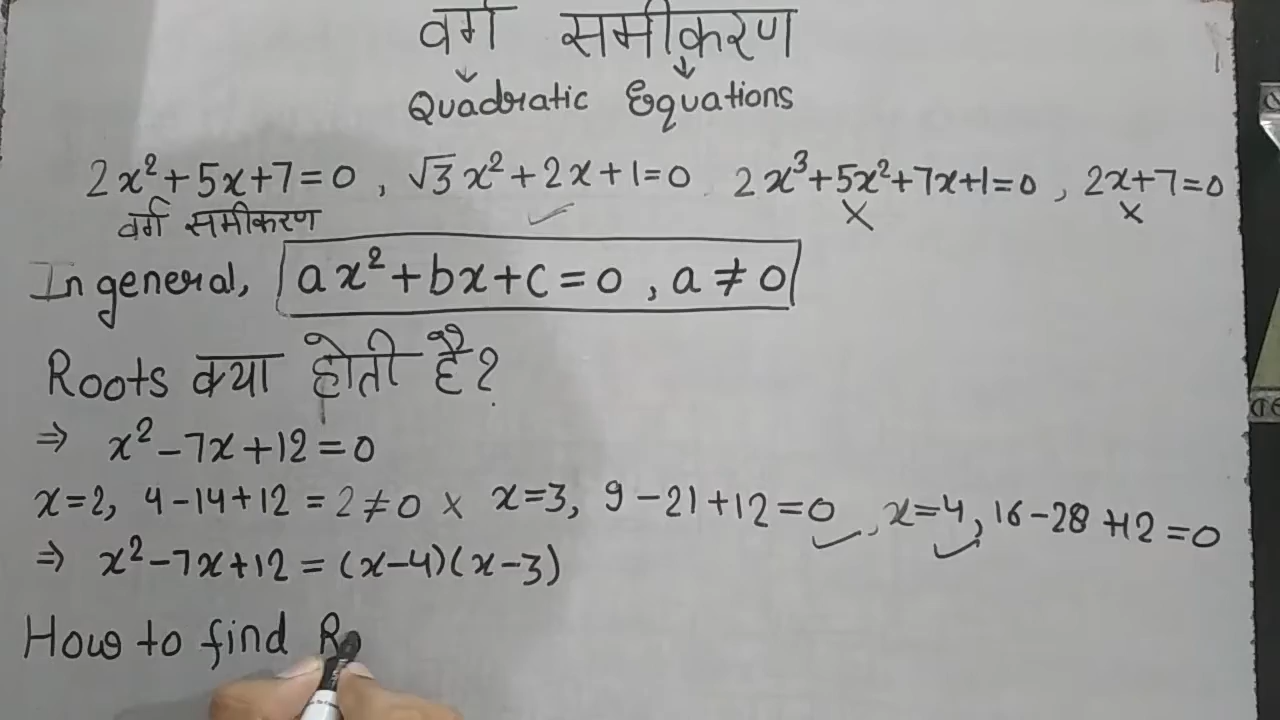 वर्ग समीकरण
Quadratic Equations
2x²+5x+7=0, √3x²+2x+1=0 2x³+5x²+7x+1=0, 2x+7=0
वर्ग समीकरण
In general, ax²+bx+c=0, a≠0
Roots क्या होती है?
⇒ x²-7x+12=0
x=2, 4-14+12=2≠0 × x=3, 9-21+12=0, x=4, 16-28+12=0
⇒ x²-7x+12=(x-4)(x-3)
How to find